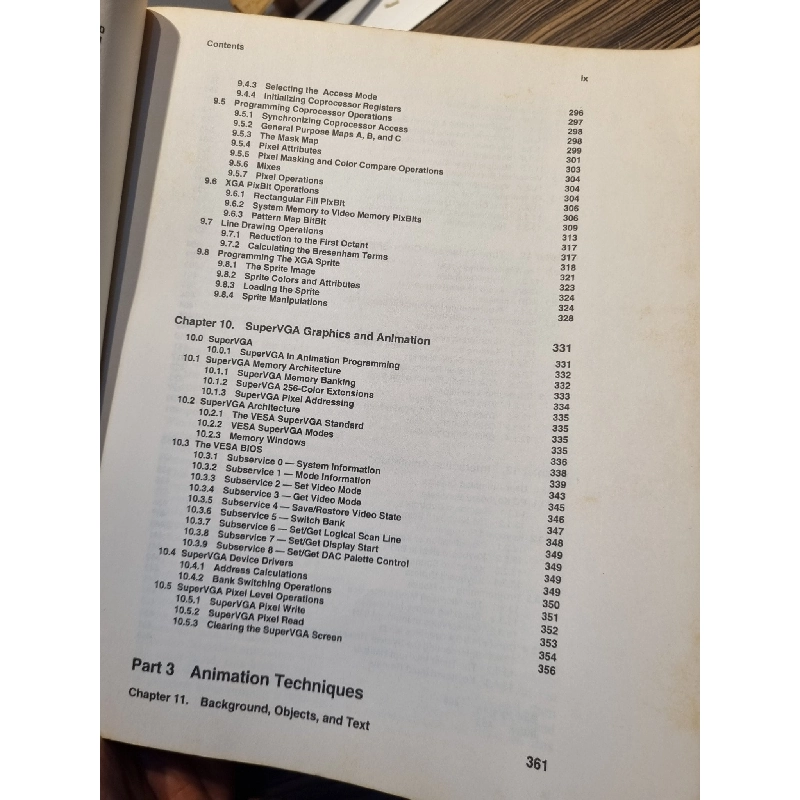 Contents ix
9.4.3 Selecting the Access Mode 296
9.4.4 Initializing Coprocessor Registers 297
9.5 Programming Coprocessor Operations 298
9.5.1 Synchronizing Coprocessor Access 298
9.5.2 General Purpose Maps A, B, and C 299
9.5.3 The Mask Map 301
9.5.4 Pixel Attributes 303
9.5.5 Pixel Masking and Color Compare Operations 304
9.5.6 Mixes 304
9.5.7 Pixel Operations 304
9.6 XGA PixBit Operations 306
9.6.1 Rectangular Fill PixBit 306
9.6.2 System Memory to Video Memory PixBits 309
9.6.3 Pattern Map BitBlt 313
9.7 Line Drawing Operations 317
9.7.1 Reduction to the First Octant 317
9.7.2 Calculating the Bresenham Terms 318
9.8 Programming The XGA Sprite 321
9.8.1 The Sprite Image 323
9.8.2 Sprite Colors and Attributes 324
9.8.3 Loading the Sprite 324
9.8.4 Sprite Manipulations 328
Chapter 10. SuperVGA Graphics and Animation 331
10.0 SuperVGA 331
10.0.1 SuperVGA in Animation Programming 332
10.1 SuperVGA Memory Architecture 332
10.1.1 SuperVGA Memory Banking 333
10.1.2 SuperVGA 256-Color Extensions 334
10.1.3 SuperVGA Pixel Addressing 335
10.2 SuperVGA Architecture 335
10.2.1 The VESA SuperVGA Standard 335
10.2.2 VESA SuperVGA Modes 335
10.2.3 Memory Windows 336
10.3 The VESA BIOS 338
10.3.1 Subservice 0 — System Information 339
10.3.2 Subservice 1 — Mode Information 343
10.3.3 Subservice 2 — Set Video Mode 345
10.3.4 Subservice 3 — Get Video Mode 346
10.3.5 Subservice 4 — Save/Restore Video State 347
10.3.6 Subservice 5 — Switch Bank 348
10.3.7 Subservice 6 — Set/Get Logical Scan Line 349
10.3.8 Subservice 7 — Set/Get Display Start 349
10.3.9 Subservice 8 — Set/Get DAC Palette Control 349
10.4 SuperVGA Device Drivers 349
10.4.1 Address Calculations 350
10.4.2 Bank Switching Operations 351
10.5 SuperVGA Pixel Level Operations 352
10.5.1 SuperVGA Pixel Write 353
10.5.2 SuperVGA Pixel Read 354
10.5.3 Clearing the SuperVGA Screen 356
Part 3 Animation Techniques
Chapter 11. Background, Objects, and Text 361